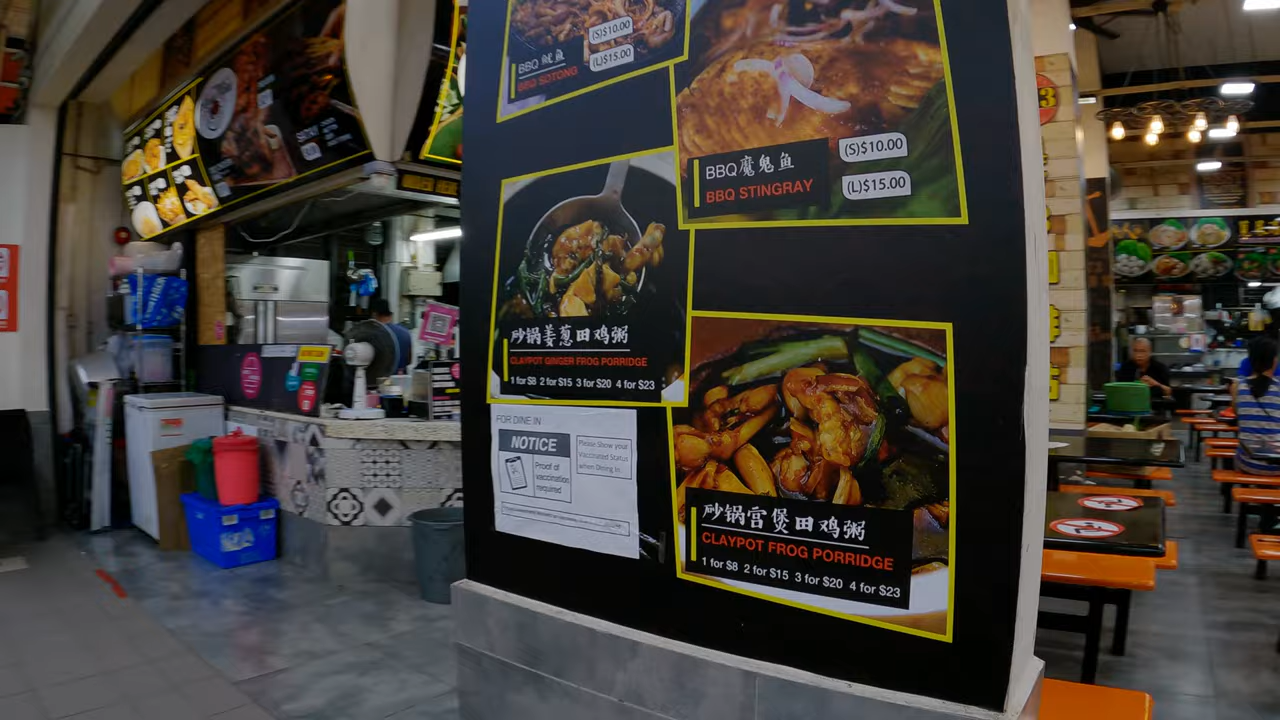 (S)$10.00
(L)$15.00
BBQ 鱿鱼
BBQ SOTONG
BBQ魔鬼鱼
BBQ STINGRAY
(S)$10.00
(L)$15.00
砂锅姜葱田鸡粥
CLAYPOT GINGER FROG PORRIDGE
1 for $8 2 for $15 3 for $20 4 for $23
FOR DINE IN
NOTICE
Proof of
vaccination
required
Please Show your
Vaccinated Status
when Dining In.
砂锅宫煲田鸡粥
CLAYPOT FROG PORRIDGE
1 for $8 2 for $15 3 for $20 4 for $23